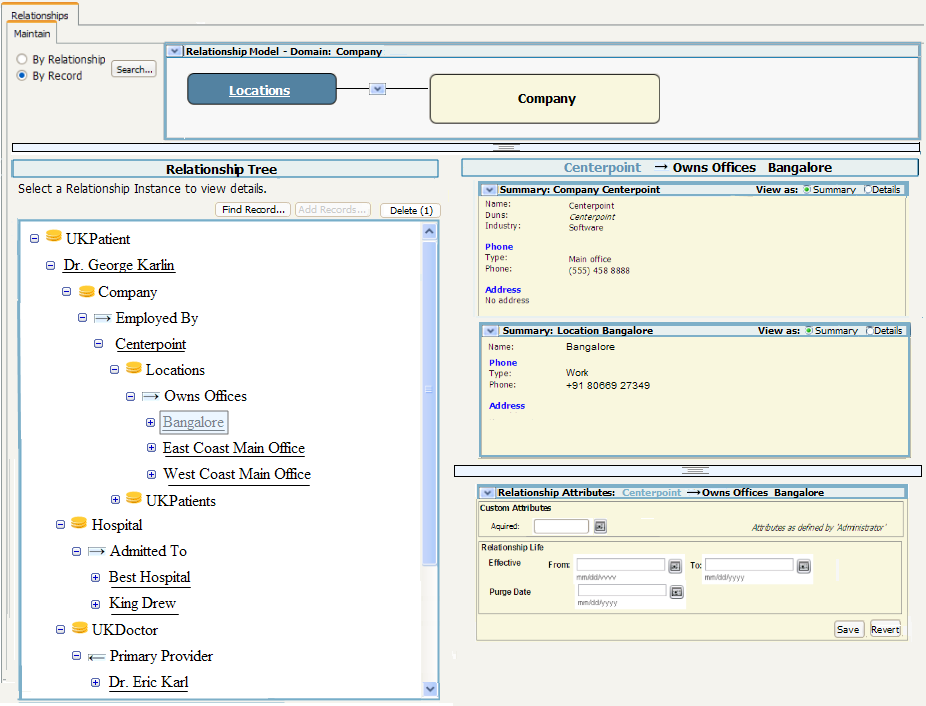 Relationships
Maintain
By Relationship
By Record
Search...
Relationship Model - Domain: Company
Locations
Company
Relationship Tree
Select a Relationship Instance to view details.
Find Record...
Add Records...
Delete (1)
UKPatient
Dr. George Karlin
Company
Employed By
Centerpoint
Locations
Owns Offices
Bangalore
East Coast Main Office
West Coast Main Office
UKPatients
Hospital
Admitted To
Best Hospital
King Drew
UKDoctor
Primary Provider
Dr. Eric Karl
Centerpoint → Owns Offices Bangalore
Summary: Company Centerpoint View as: Summary Details
Name: Centerpoint
Duns: Centerpoint
Industry: Software
Phone
Type: Main office
Phone: (555) 458 8888
Address
No address
Summary: Location Bangalore View as: Summary Details
Name: Bangalore
Phone
Type: Work
Phone: +91 80669 27349
Address
Relationship Attributes: Centerpoint → Owns Offices Bangalore
Custom Attributes
Aquired:
Attributes as defined by 'Administrator'
Relationship Life
Effective From: To:
mm/dd/yyyy mm/dd/yyyy
Purge Date
mm/dd/yyyy
Save Revert